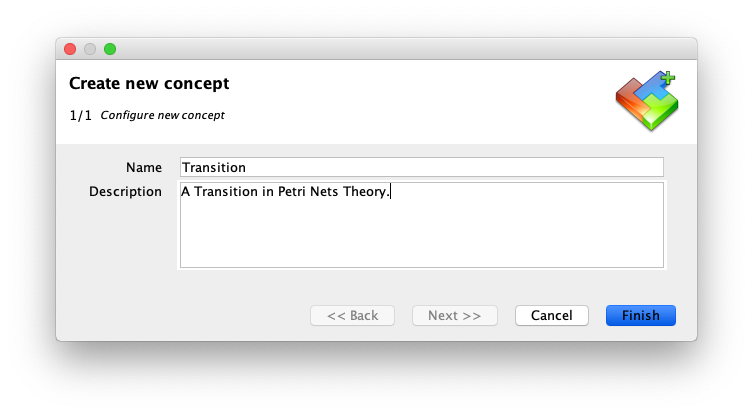 Create new concept
1/1 Configure new concept
Name Transition
Description A Transition in Petri Nets Theory.
<< Back Next >> Cancel Finish